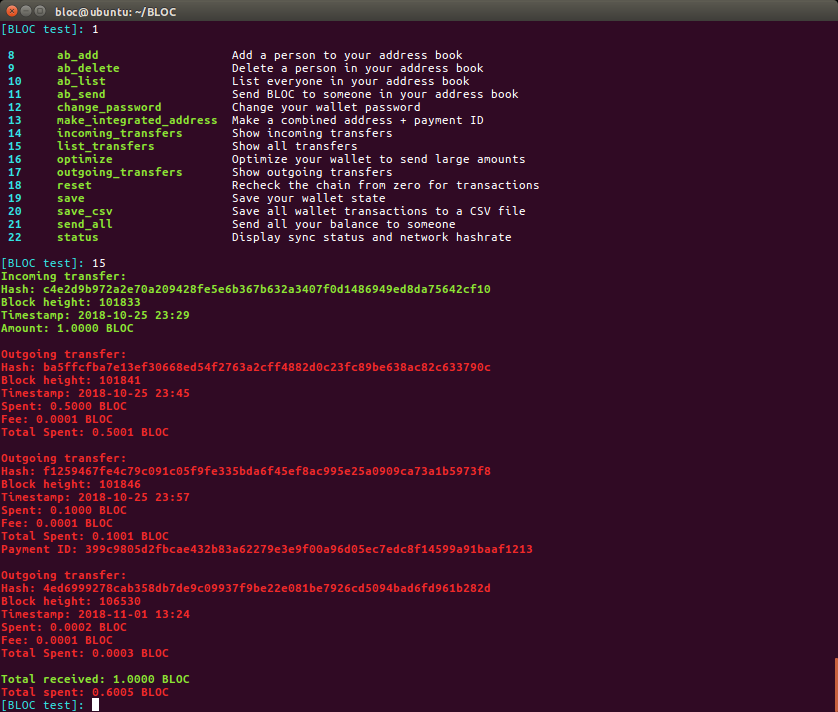 bloc@ubuntu: ~/BLOC
[BLOC test]: 1
8 ab_add Add a person to your address book
9 ab_delete Delete a person in your address book
10 ab_list List everyone in your address book
11 ab_send Send BLOC to someone in your address book
12 change_password Change your wallet password
13 make_integrated_address Make a combined address + payment ID
14 incoming_transfers Show incoming transfers
15 list_transfers Show all transfers
16 optimize Optimize your wallet to send large amounts
17 outgoing_transfers Show outgoing transfers
18 reset Recheck the chain from zero for transactions
19 save Save your wallet state
20 save_csv Save all wallet transactions to a CSV file
21 send_all Send all your balance to someone
22 status Display sync status and network hashrate
[BLOC test]: 15
Incoming transfer:
Hash: c4e2d9b972a2e70a209428fe5e6b367b632a3407f0d1486949ed8da75642cf10
Block height: 101833
Timestamp: 2018-10-25 23:29
Amount: 1.0000 BLOC
Outgoing transfer:
Hash: ba5ffcfba7e13ef30668ed54f2763a2cff4882d0c23fc89be638ac82c633790c
Block height: 101841
Timestamp: 2018-10-25 23:45
Spent: 0.5000 BLOC
Fee: 0.0001 BLOC
Total Spent: 0.5001 BLOC
Outgoing transfer:
Hash: f1259467fe4c79c091c05f9fe335bda6f45ef8ac995e25a0909ca73a1b5973f8
Block height: 101846
Timestamp: 2018-10-25 23:57
Spent: 0.1000 BLOC
Fee: 0.0001 BLOC
Total Spent: 0.1001 BLOC
Payment ID: 399c9805d2fbcae432b83a62279e3e9f00a96d05ec7edc8f14599a91baaf1213
Outgoing transfer:
Hash: 4ed6999278cab358db7de9c09937f9be22e081be7926cd5094bad6fd961b282d
Block height: 106530
Timestamp: 2018-11-01 13:24
Spent: 0.0002 BLOC
Fee: 0.0001 BLOC
Total Spent: 0.0003 BLOC
Total received: 1.0000 BLOC
Total spent: 0.6005 BLOC
[BLOC test]: